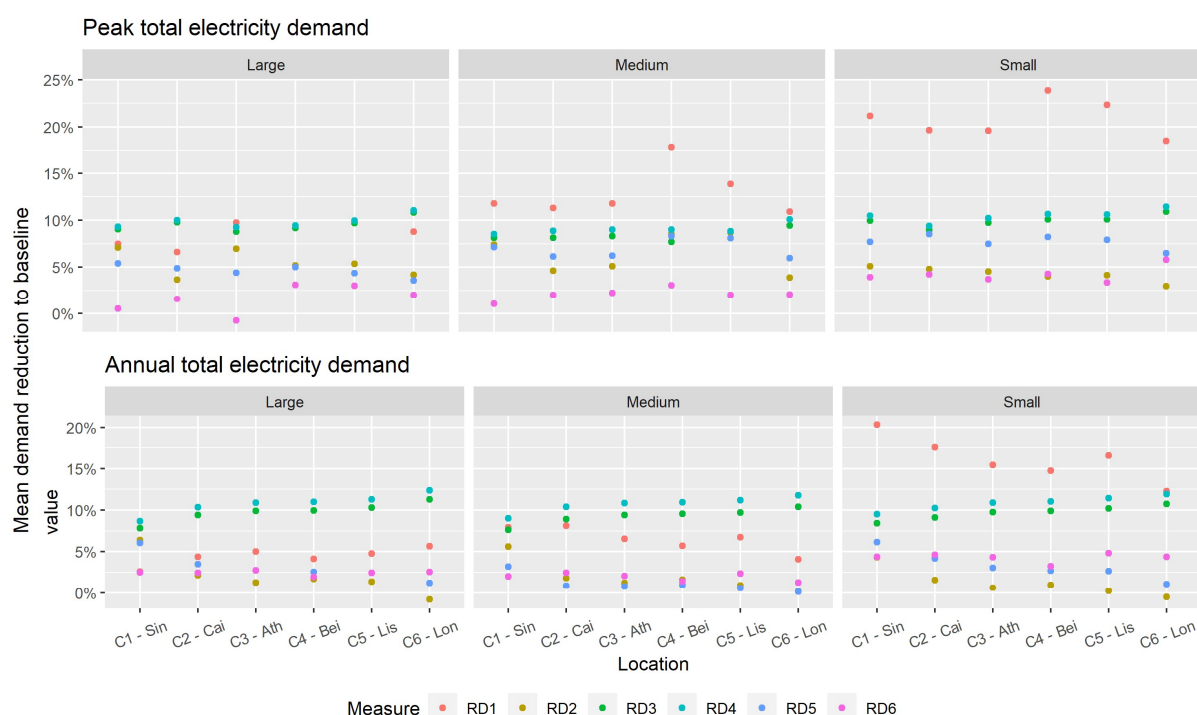 Peak total electricity demand
Large Medium Small
25%
20%
15%
10%
5%
0%
Annual total electricity demand
Large Medium Small
20%
15%
10%
5%
0%
Mean demand reduction to baseline
value
C1 - Sin C2 - Cai C3 - Ath C4 - Bei C5 - Lis C6 - Lon C1 - Sin C2 - Cai C3 - Ath C4 - Bei C5 - Lis C6 - Lon C1 - Sin C2 - Cai C3 - Ath C4 - Bei C5 - Lis C6 - Lon
Location
Measure RD1 RD2 RD3 RD4 RD5 RD6